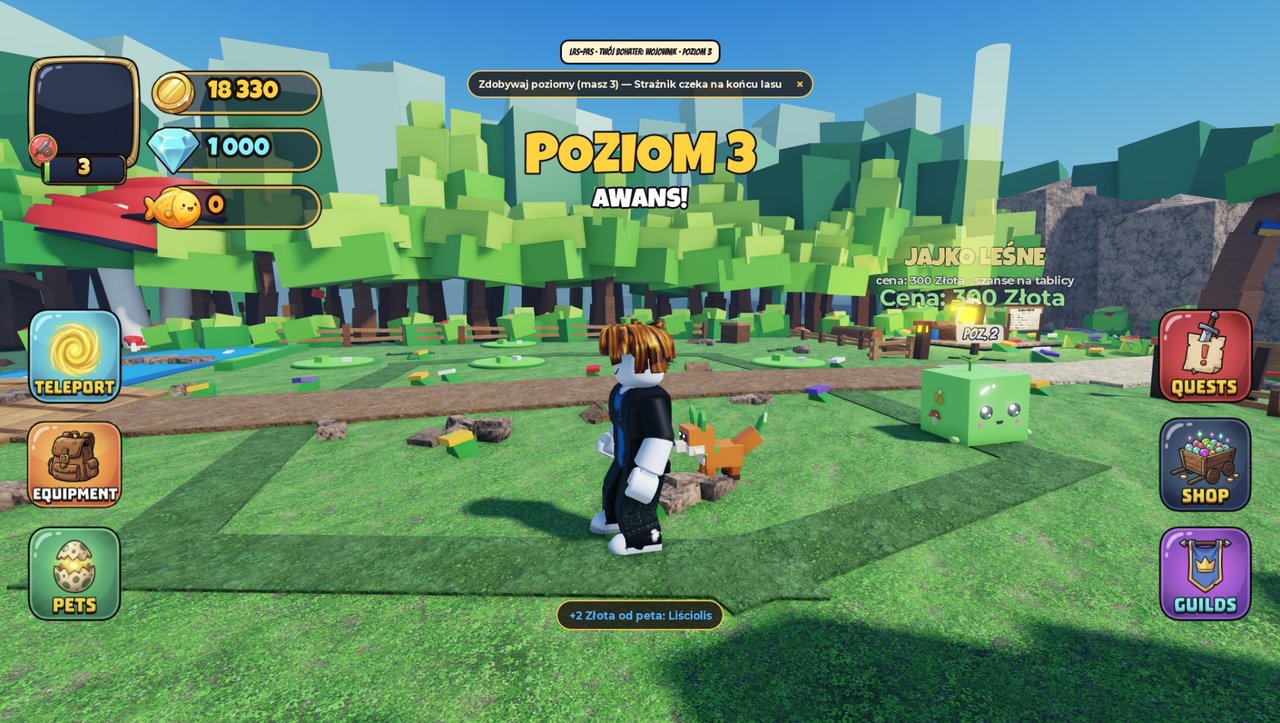 LAS-PAS · TWÓJ BOHATER: WOJOWNIK · POZIOM 3
Zdobywaj poziomy (masz 3) — Strażnik czeka na końcu lasu ×
18 330
1 000
3
0
POZIOM 3
AWANS!
JAJKO LEŚNE
cena: 300 Złota · szanse na tablicy
Cena: 300 Złota
POZ. 2
TELEPORT
EQUIPMENT
PETS
QUESTS
SHOP
GUILDS
+2 Złota od peta: Liściolis